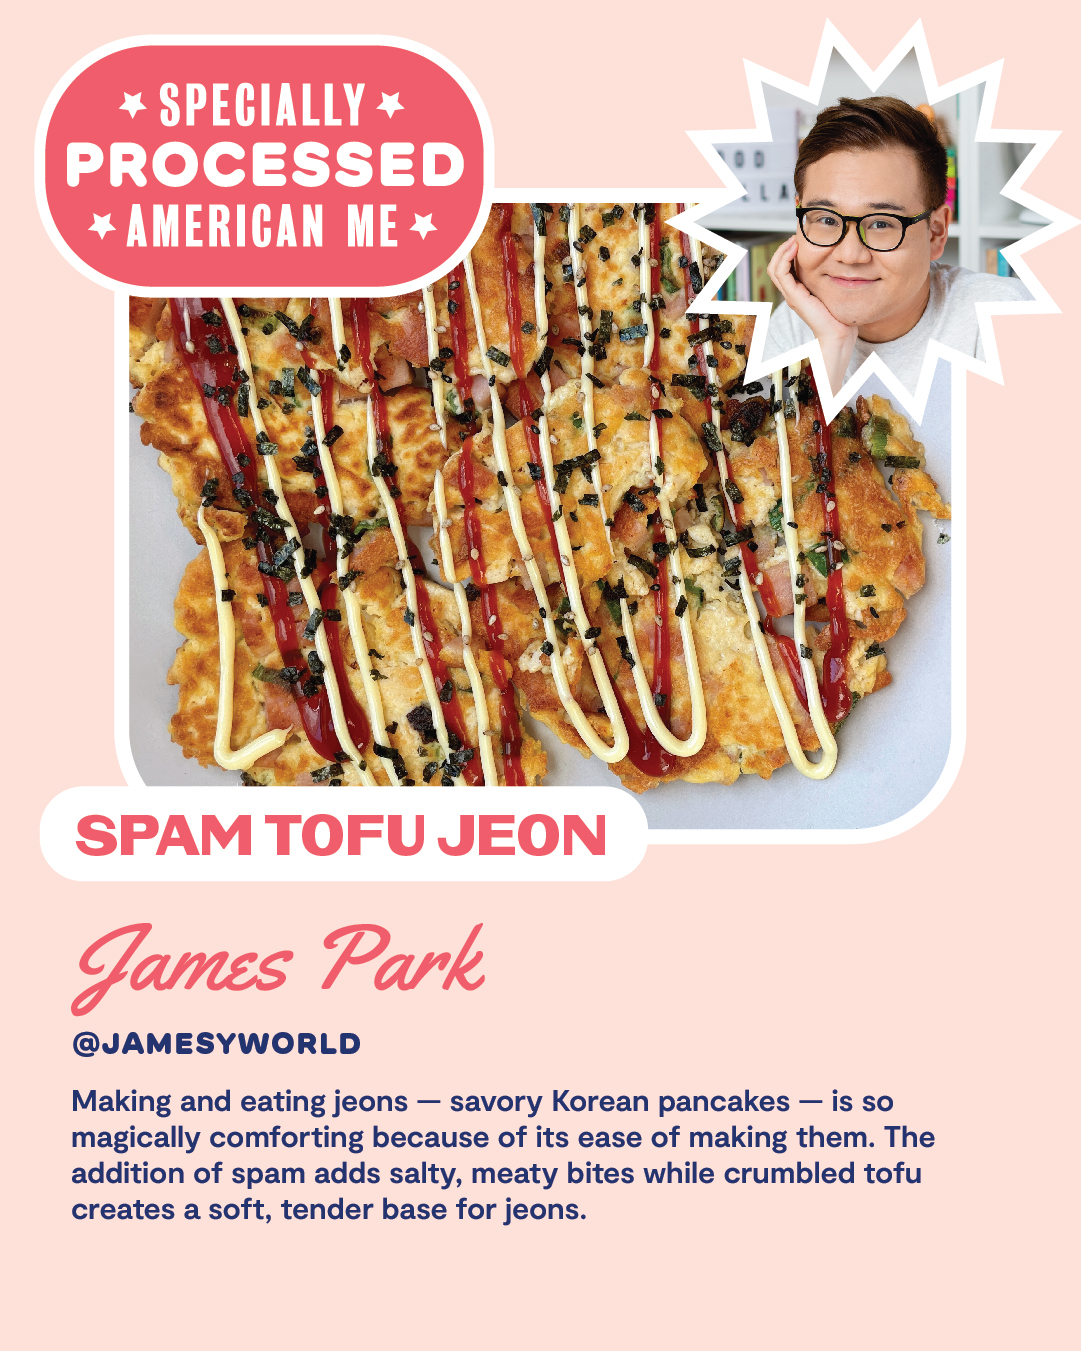 SPECIALLY
PROCESSED
AMERICAN ME
SPAM TOFU JEON
James Park
@JAMESYWORLD
Making and eating jeons — savory Korean pancakes — is so
magically comforting because of its ease of making them. The
addition of spam adds salty, meaty bites while crumbled tofu
creates a soft, tender base for jeons.